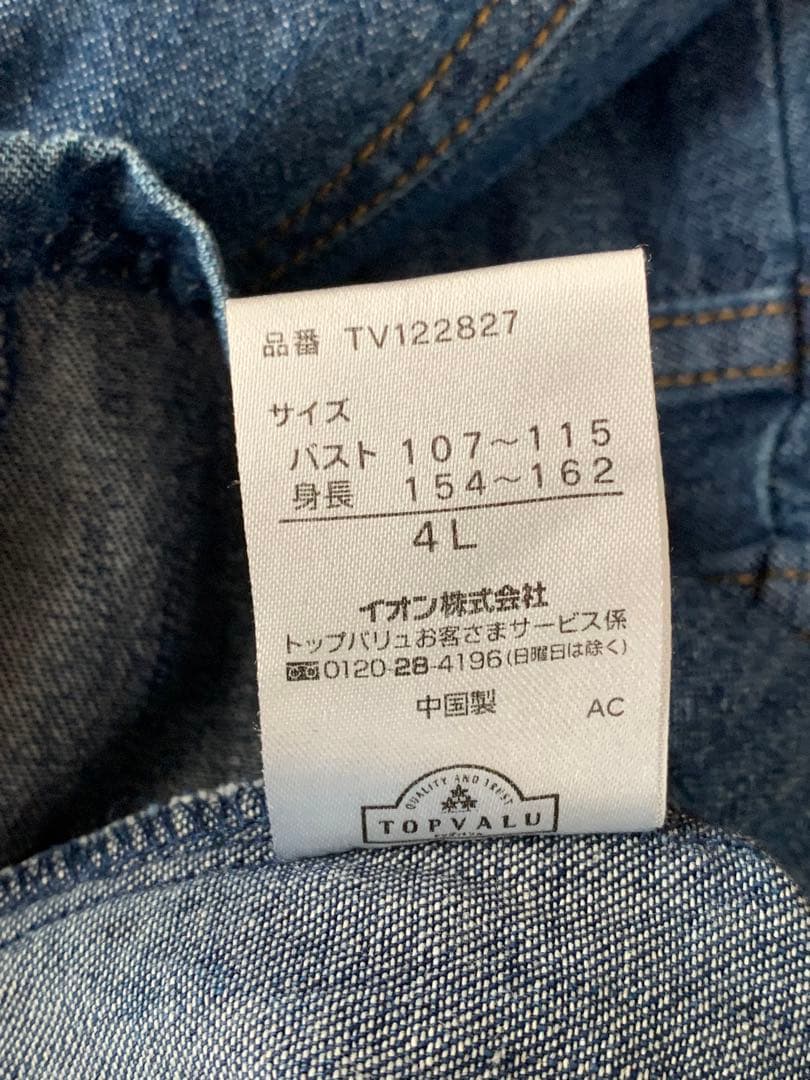 品番 TV122827
サイズ
バスト 107～115
身長 154～162
4L
イオン株式会社
トップバリュお客さまサービス係
0120-28-4196(日曜日は除く)
中国製 AC
QUALITY AND TRUST
TOPVALU